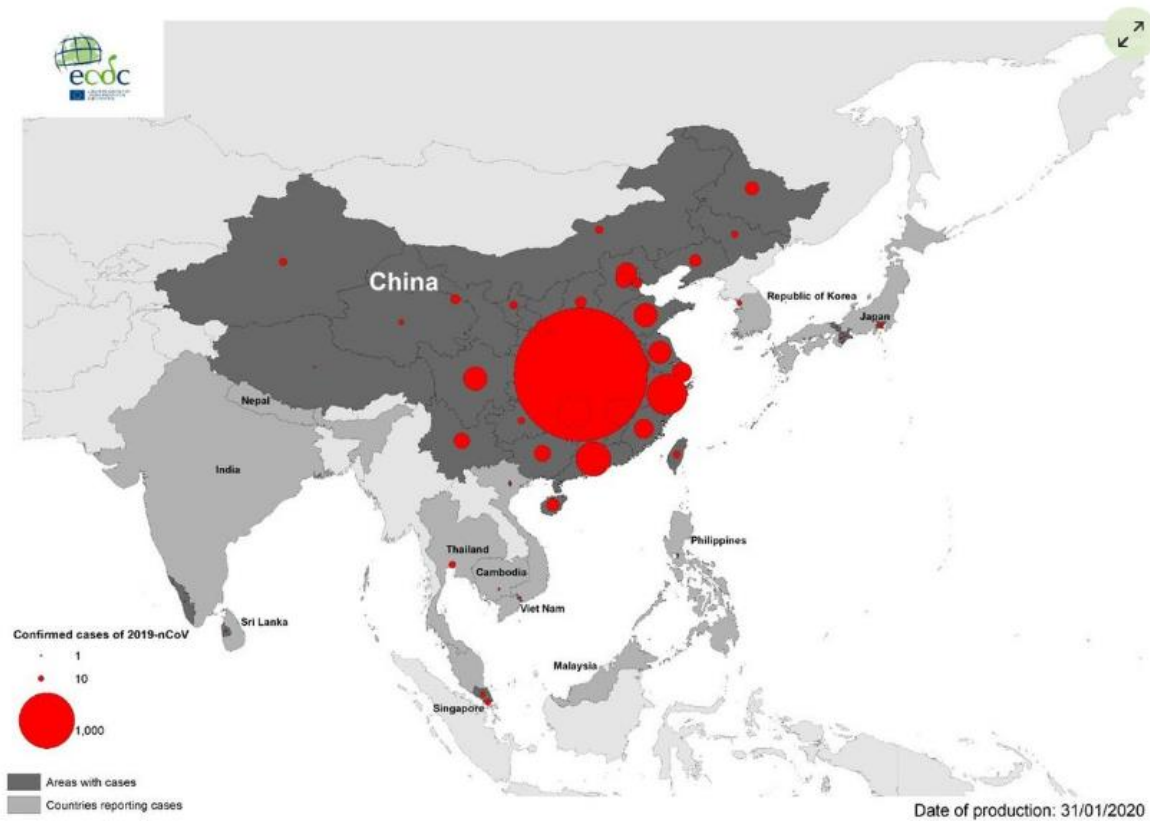 ecdc
China
Republic of Korea
Japan
Nepal
India
Thailand
Philippines
Cambodia
Viet Nam
Sri Lanka
Malaysia
Singapore
Confirmed cases of 2019-nCoV
1
10
1,000
Areas with cases
Countries reporting cases
Date of production: 31/01/2020